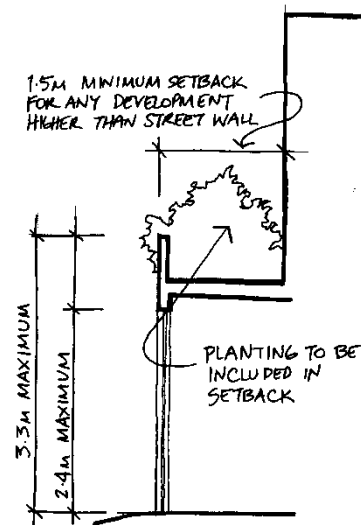 1.5M MINIMUM SETBACK
FOR ANY DEVELOPMENT
HIGHER THAN STREET WALL
3.3M MAXIMUM
2.4M MAXIMUM
PLANTING TO BE
INCLUDED IN
SETBACK